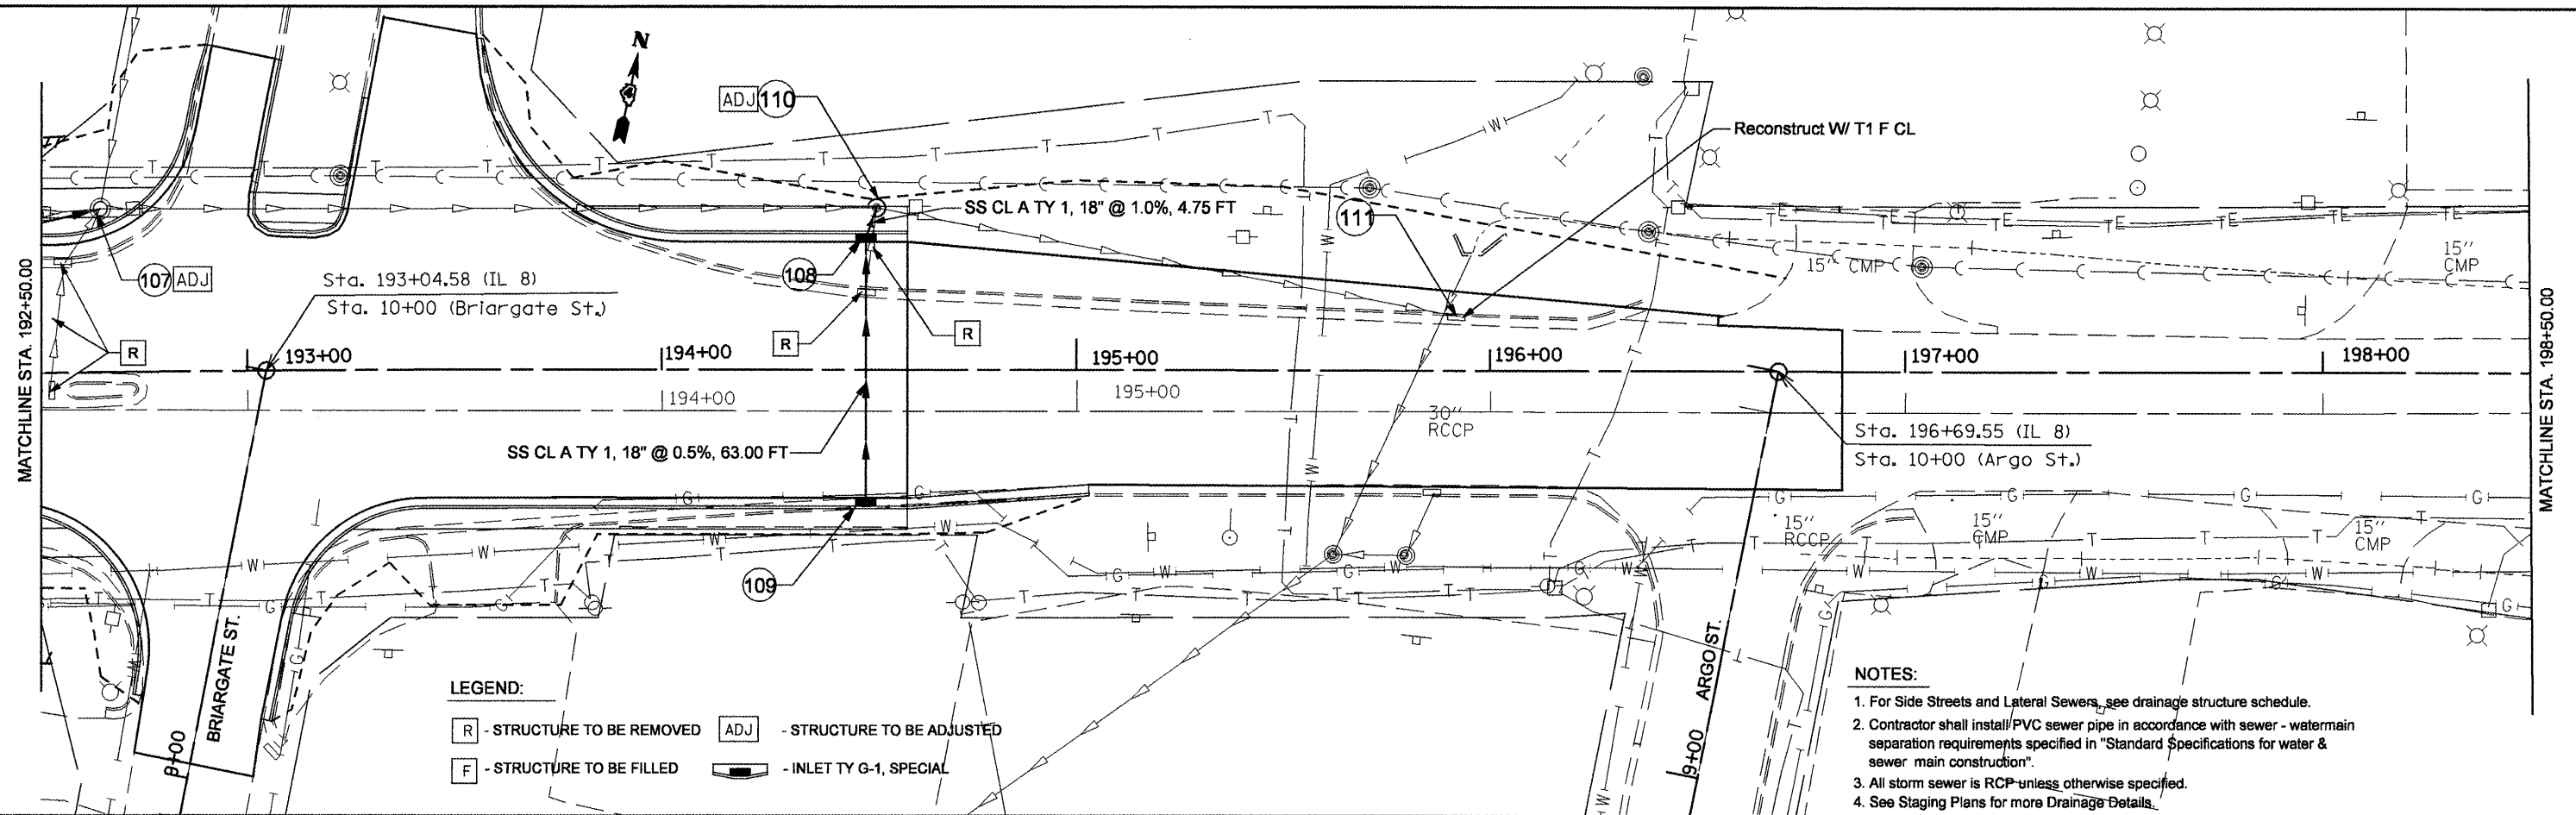 N
ADJ 110
Reconstruct W/ T1 F CL
SS CL A TY 1, 18" @ 1.0%, 4.75 FT
111
107 ADJ
108
15" CMP
15"
CMP
Sta. 193+04.58 (IL 8)
Sta. 10+00 (Briargate St.)
MATCHLINE STA. 192+50.00
MATCHLINE STA. 198+50.00
R
R
R
193+00
194+00
195+00
196+00
197+00
198+00
194+00
195+00
30"
RCCP
SS CL A TY 1, 18" @ 0.5%, 63.00 FT
Sta. 196+69.55 (IL 8)
Sta. 10+00 (Argo St.)
15"
RCCP
15"
CMP
15"
CMP
109
BRIARGATE ST.
9+00
ARGO ST.
9+00
LEGEND:
R - STRUCTURE TO BE REMOVED ADJ - STRUCTURE TO BE ADJUSTED
F - STRUCTURE TO BE FILLED - INLET TY G-1, SPECIAL
NOTES:
1. For Side Streets and Lateral Sewers, see drainage structure schedule.
2. Contractor shall install PVC sewer pipe in accordance with sewer - watermain
separation requirements specified in "Standard Specifications for water &
sewer main construction".
3. All storm sewer is RCP unless otherwise specified.
4. See Staging Plans for more Drainage Details.